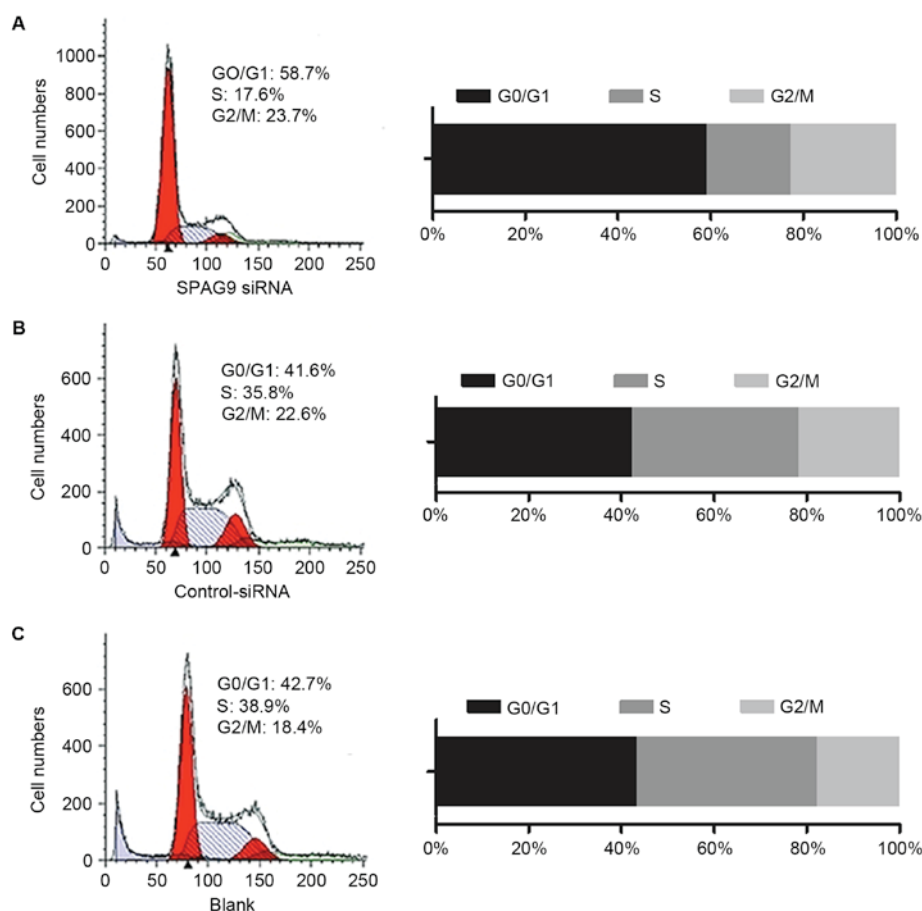 A
Cell numbers
1000
800
600
400
200
0
GO/G1: 58.7%
S: 17.6%
G2/M: 23.7%
0 50 100 150 200 250
SPAG9 siRNA
G0/G1 S G2/M
0% 20% 40% 60% 80% 100%
B
Cell numbers
600
400
200
0
G0/G1: 41.6%
S: 35.8%
G2/M: 22.6%
0 50 100 150 200 250
Control-siRNA
G0/G1 S G2/M
0% 20% 40% 60% 80% 100%
C
Cell numbers
600
400
200
0
G0/G1: 42.7%
S: 38.9%
G2/M: 18.4%
0 50 100 150 200 250
Blank
G0/G1 S G2/M
0% 20% 40% 60% 80% 100%